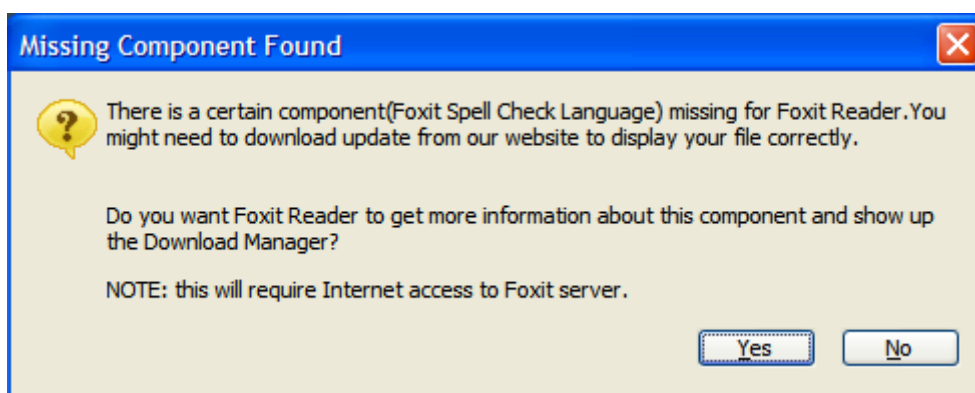 Missing Component Found
There is a certain component(Foxit Spell Check Language) missing for Foxit Reader.You
might need to download update from our website to display your file correctly.
Do you want Foxit Reader to get more information about this component and show up
the Download Manager?
NOTE: this will require Internet access to Foxit server.
Yes No